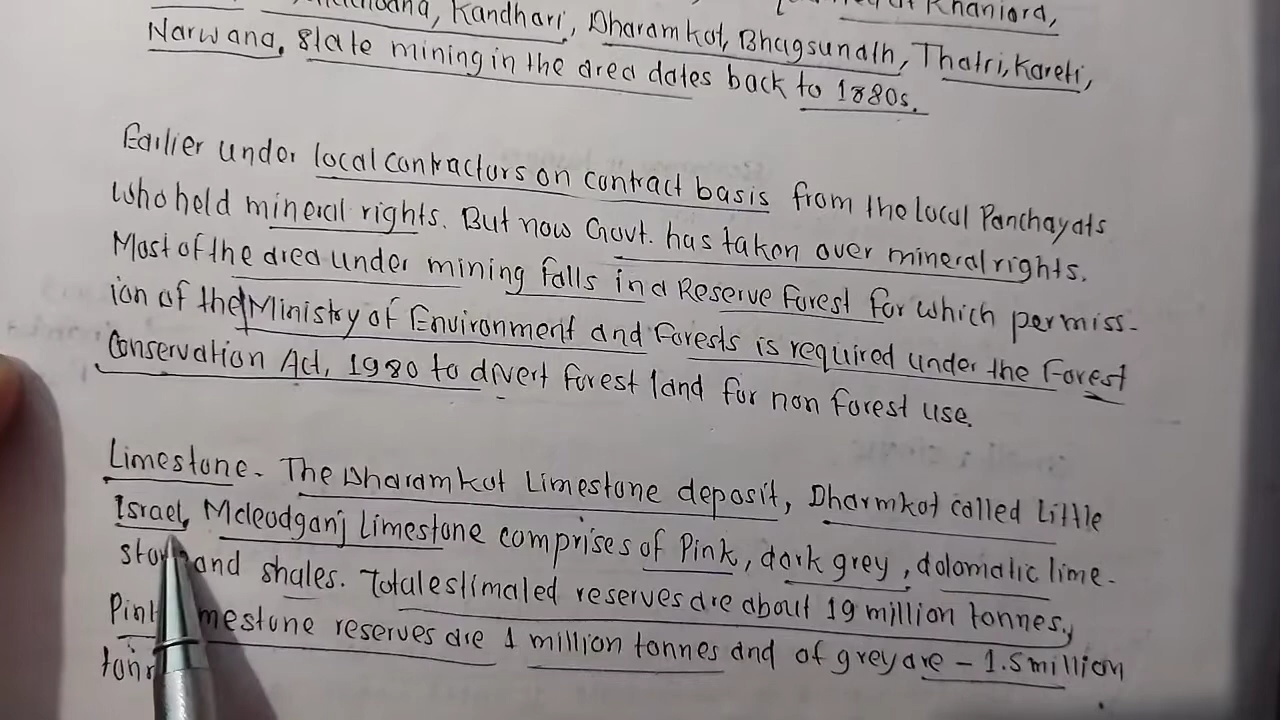 Kandhari, Dharamkot, Bhagsunath, Thatri, Kareti, Khaniara,
Narwana. Slate mining in the area dates back to 1880s.
Earlier under local contractors on contract basis from the local Panchayats
who held mineral rights. But now Govt. has taken over mineral rights.
Most of the area under mining falls in a Reserve Forest for which permiss-
ion of the Ministry of Environment and Forests is required under the Forest
Conservation Act, 1980 to divert forest land for non forest use.
Limestone - The Dharamkot Limestone deposit, Dharmkot called Little
Israel, Mcleodganj Limestone comprises of Pink, dark grey, dolomatic lime-
and shales. Total estimaled reserves are about 19 million tonnes,
reserves are 1 million tonnes and of grey are - 1.5 million